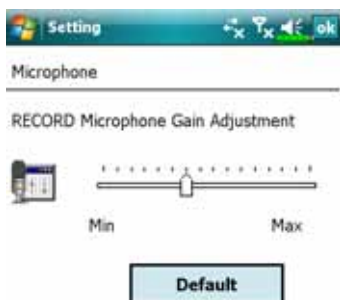 Setting ok
Microphone
RECORD Microphone Gain Adjustment
Min Max
Default